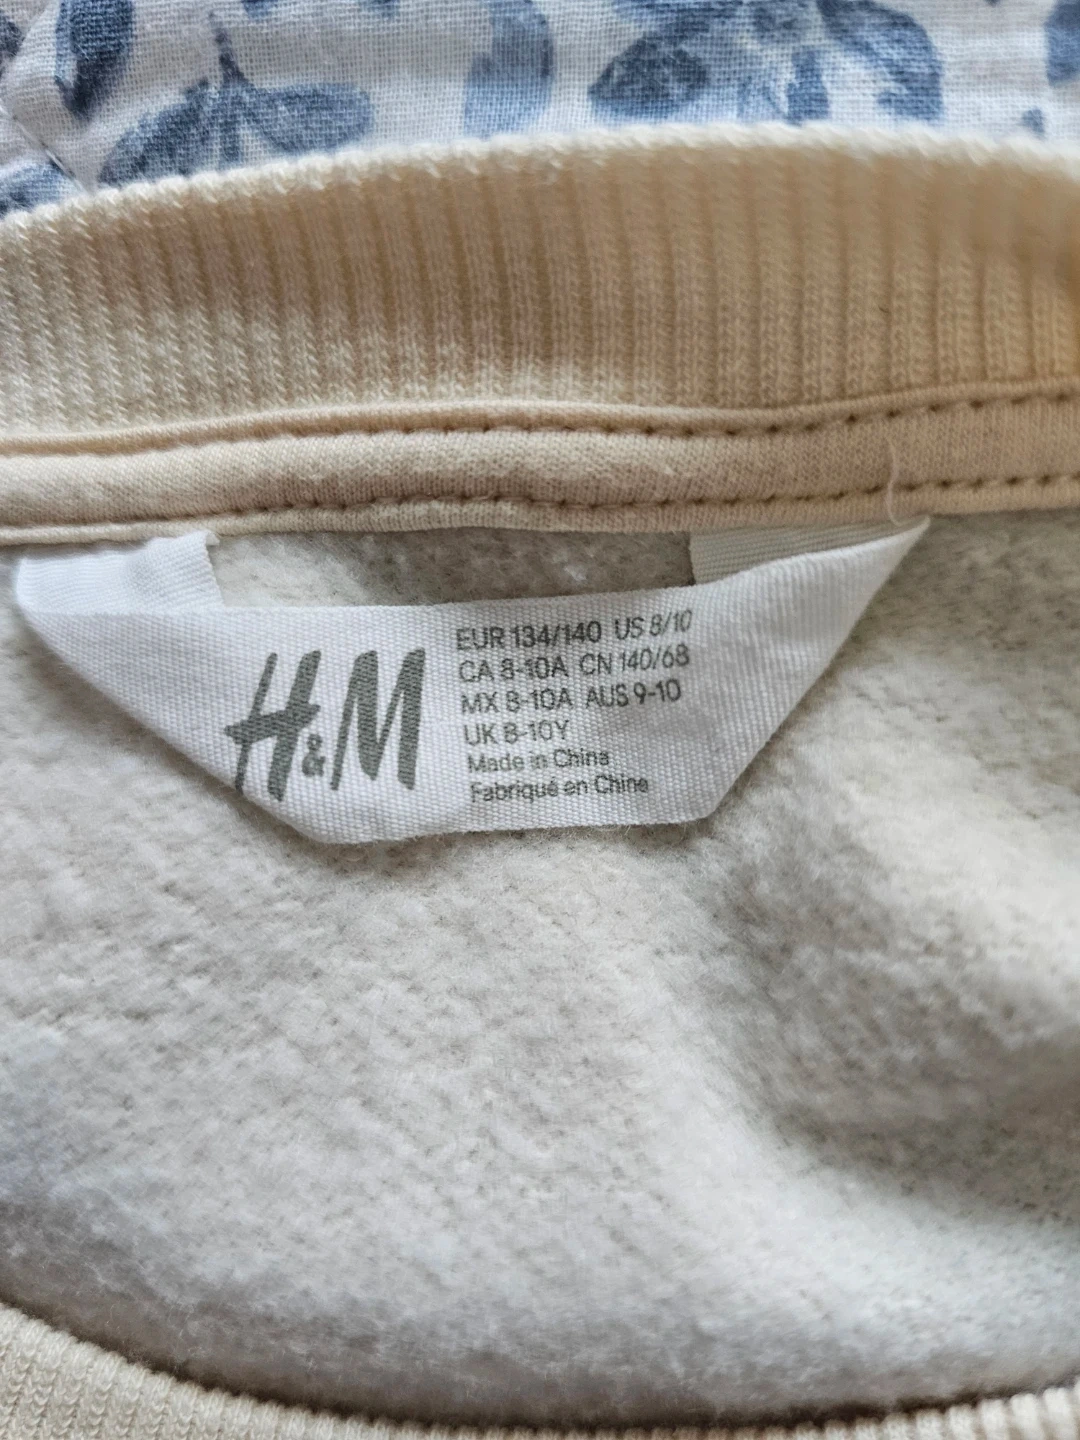 H&M
EUR 134/140 US 8/10
CA 8-10A CN 140/68
MX 8-10A AUS 9-10
UK 8-10Y
Made in China
Fabriqué en Chine